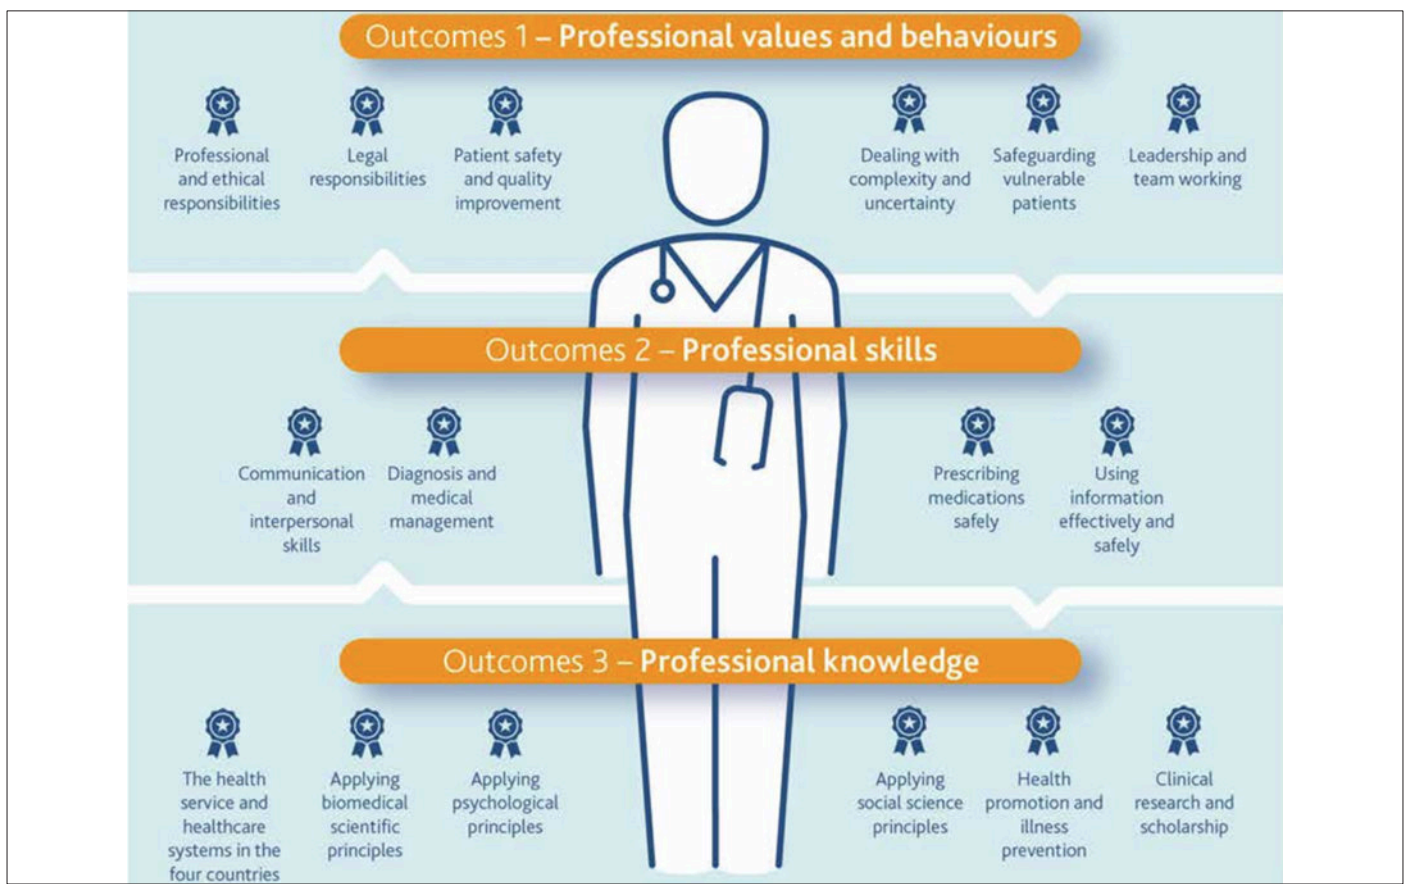 Outcomes 1 – Professional values and behaviours
Professional
and ethical
responsibilities
Legal
responsibilities
Patient safety
and quality
improvement
Dealing with
complexity and
uncertainty
Safeguarding
vulnerable
patients
Leadership and
team working
Outcomes 2 – Professional skills
Communication
and
interpersonal
skills
Diagnosis and
medical
management
Prescribing
medications
safely
Using
information
effectively and
safely
Outcomes 3 – Professional knowledge
The health
service and
healthcare
systems in the
four countries
Applying
biomedical
scientific
principles
Applying
psychological
principles
Applying
social science
principles
Health
promotion and
illness
prevention
Clinical
research and
scholarship